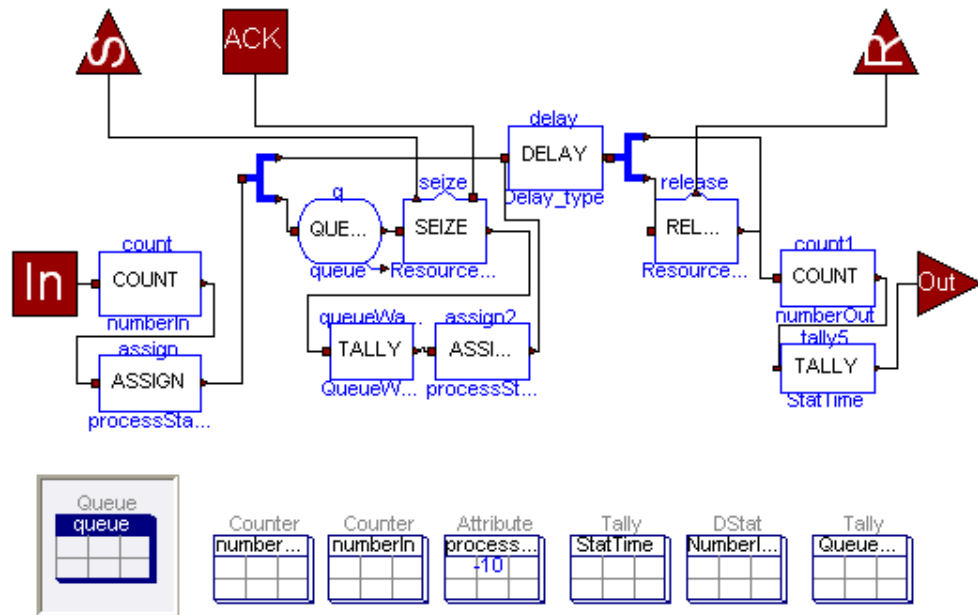 S
ACK
R
delay
DELAY
Delay_type
q
QUE...
queue
seize
SEIZE
Resource...
release
REL...
Resource...
In
count
COUNT
numberIn
assign
ASSIGN
processSta...
queueWa...
TALLY
QueueW...
assign2
ASSI...
processSt...
count1
COUNT
numberOut
Out
tally5
TALLY
StatTime
Queue
queue
Counter
number...
Counter
numberIn
Attribute
process...
-10
Tally
StatTime
DStat
NumberI...
Tally
Queue...